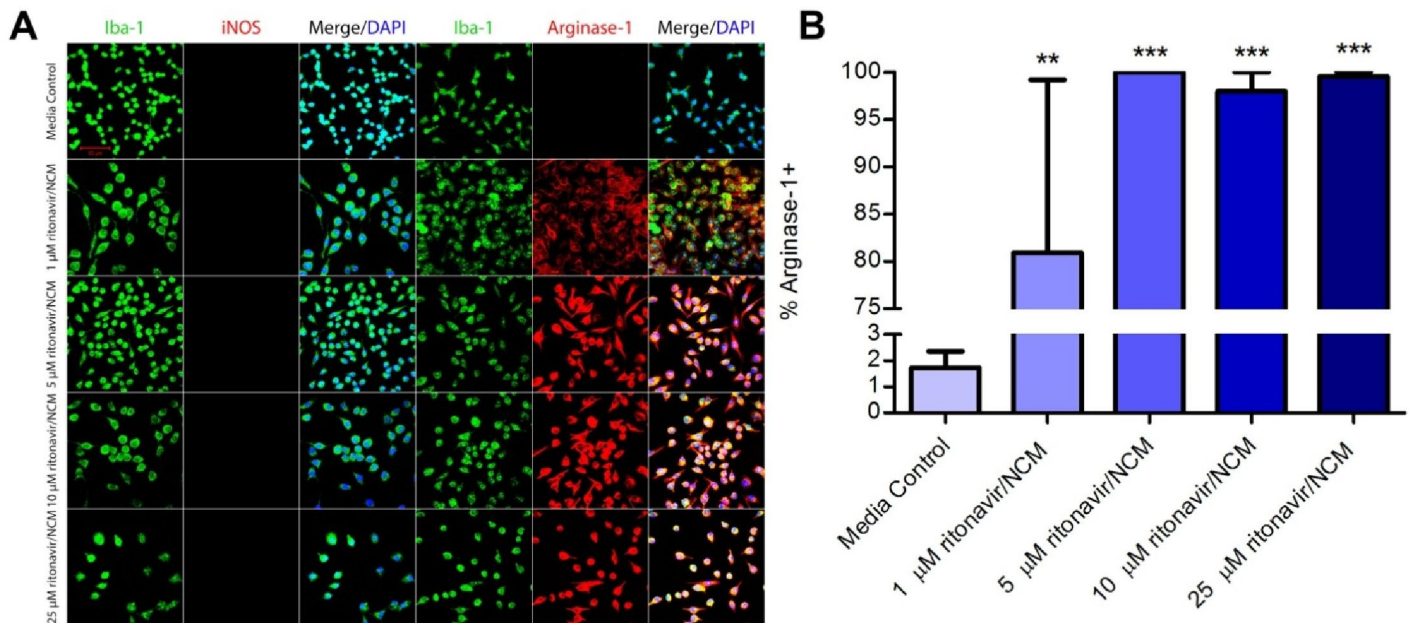 A
Iba-1 iNOS Merge/DAPI Iba-1 Arginase-1 Merge/DAPI
Media Control
1 μM ritonavir/NCM
5 μM ritonavir/NCM
10 μM ritonavir/NCM
25 μM ritonavir/NCM
B
** *** *** ***
100
95
90
85
80
75
3
2
1
0
% Arginase-1+
Media Control
1 μM ritonavir/NCM
5 μM ritonavir/NCM
10 μM ritonavir/NCM
25 μM ritonavir/NCM